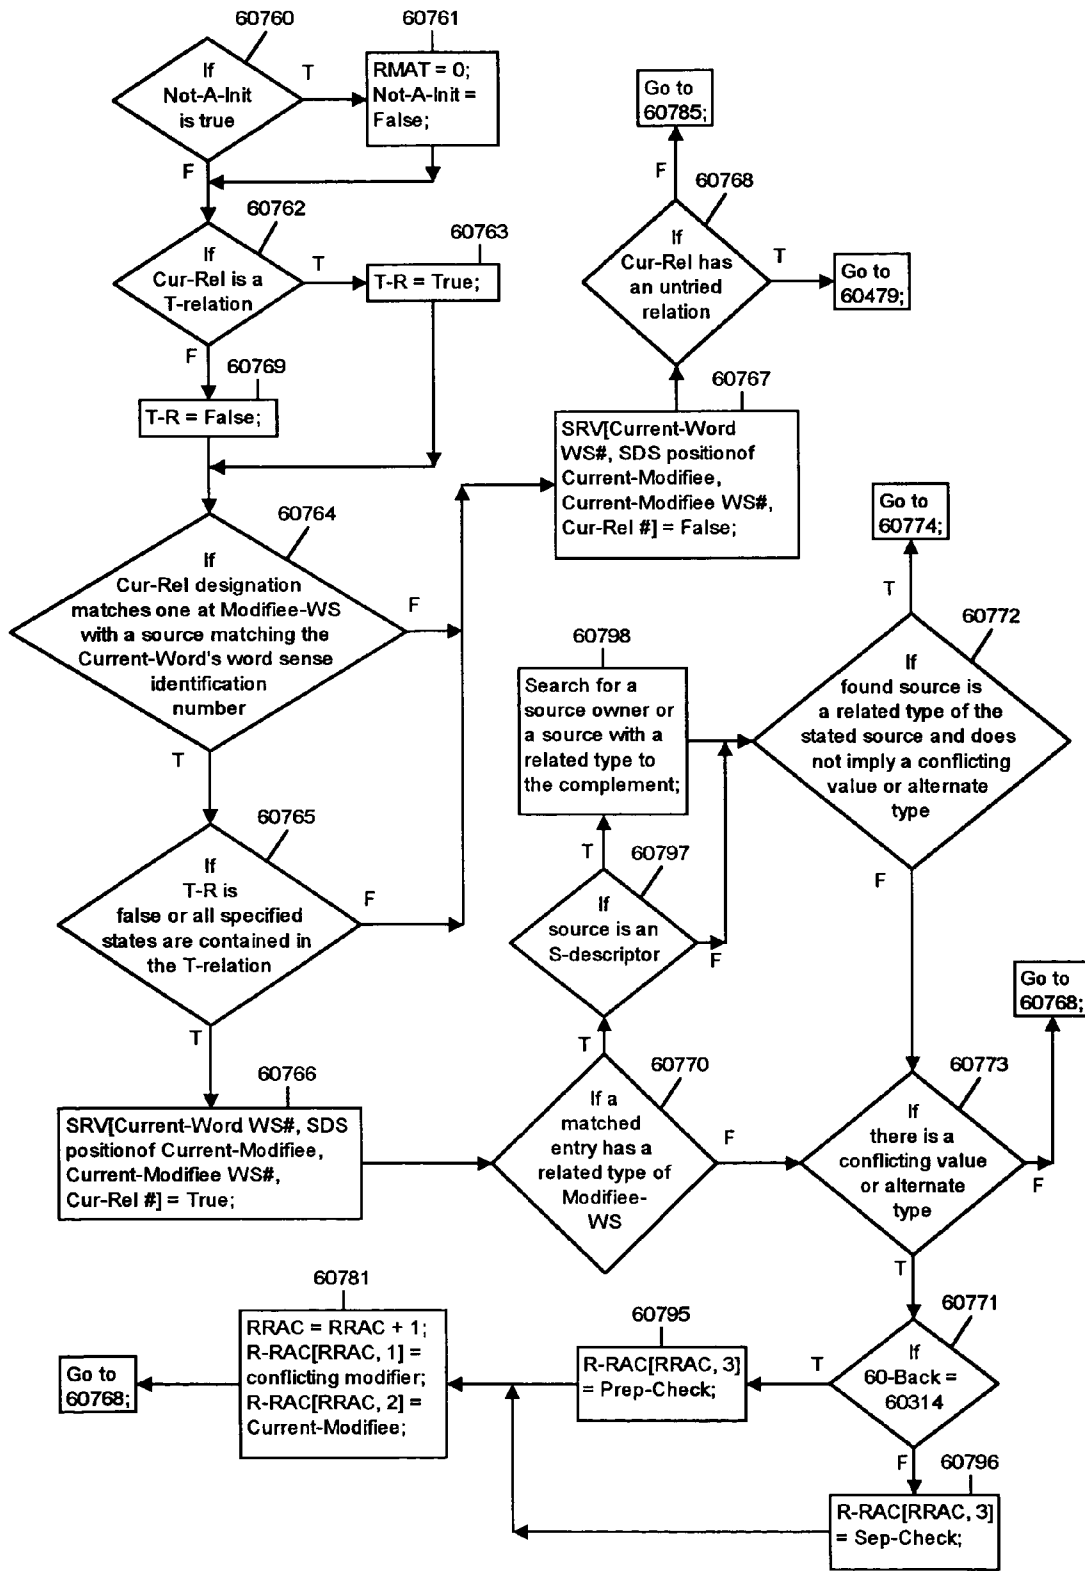 60760
If
Not-A-Init
is true
T
F
60761
RMAT = 0;
Not-A-Init =
False;
60762
If
Cur-Rel is a
T-relation
T
F
60763
T-R = True;
60769
T-R = False;
60764
If
Cur-Rel designation
matches one at Modifiee-WS
with a source matching the
Current-Word's word sense
identification
number
F
T
60765
If
T-R is
false or all specified
states are contained in
the T-relation
F
T
60766
SRV[Current-Word WS#, SDS
positionof Current-Modifiee,
Current-Modifiee WS#,
Cur-Rel #] = True;
Go to
60785;
F
60768
If
Cur-Rel has
an untried
relation
T
Go to
60479;
60767
SRV[Current-Word
WS#, SDS positionof
Current-Modifiee,
Current-Modifiee WS#,
Cur-Rel #] = False;
60798
Search for a
source owner or
a source with a
related type to
the complement;
T
60797
If
source is an
S-descriptor
F
T
60770
If a
matched
entry has a
related type of
Modifiee-
WS
F
Go to
60774;
T
60772
If
found source is
a related type of the
stated source and does
not imply a conflicting
value or alternate
type
F
Go to
60768;
60773
If
there is a
conflicting value
or alternate
type
F
T
60771
If
60-Back =
60314
T
F
60795
R-RAC[RRAC, 3]
= Prep-Check;
60796
R-RAC[RRAC, 3]
= Sep-Check;
60781
RRAC = RRAC + 1;
R-RAC[RRAC, 1] =
conflicting modifier;
R-RAC[RRAC, 2] =
Current-Modifiee;
Go to
60768;